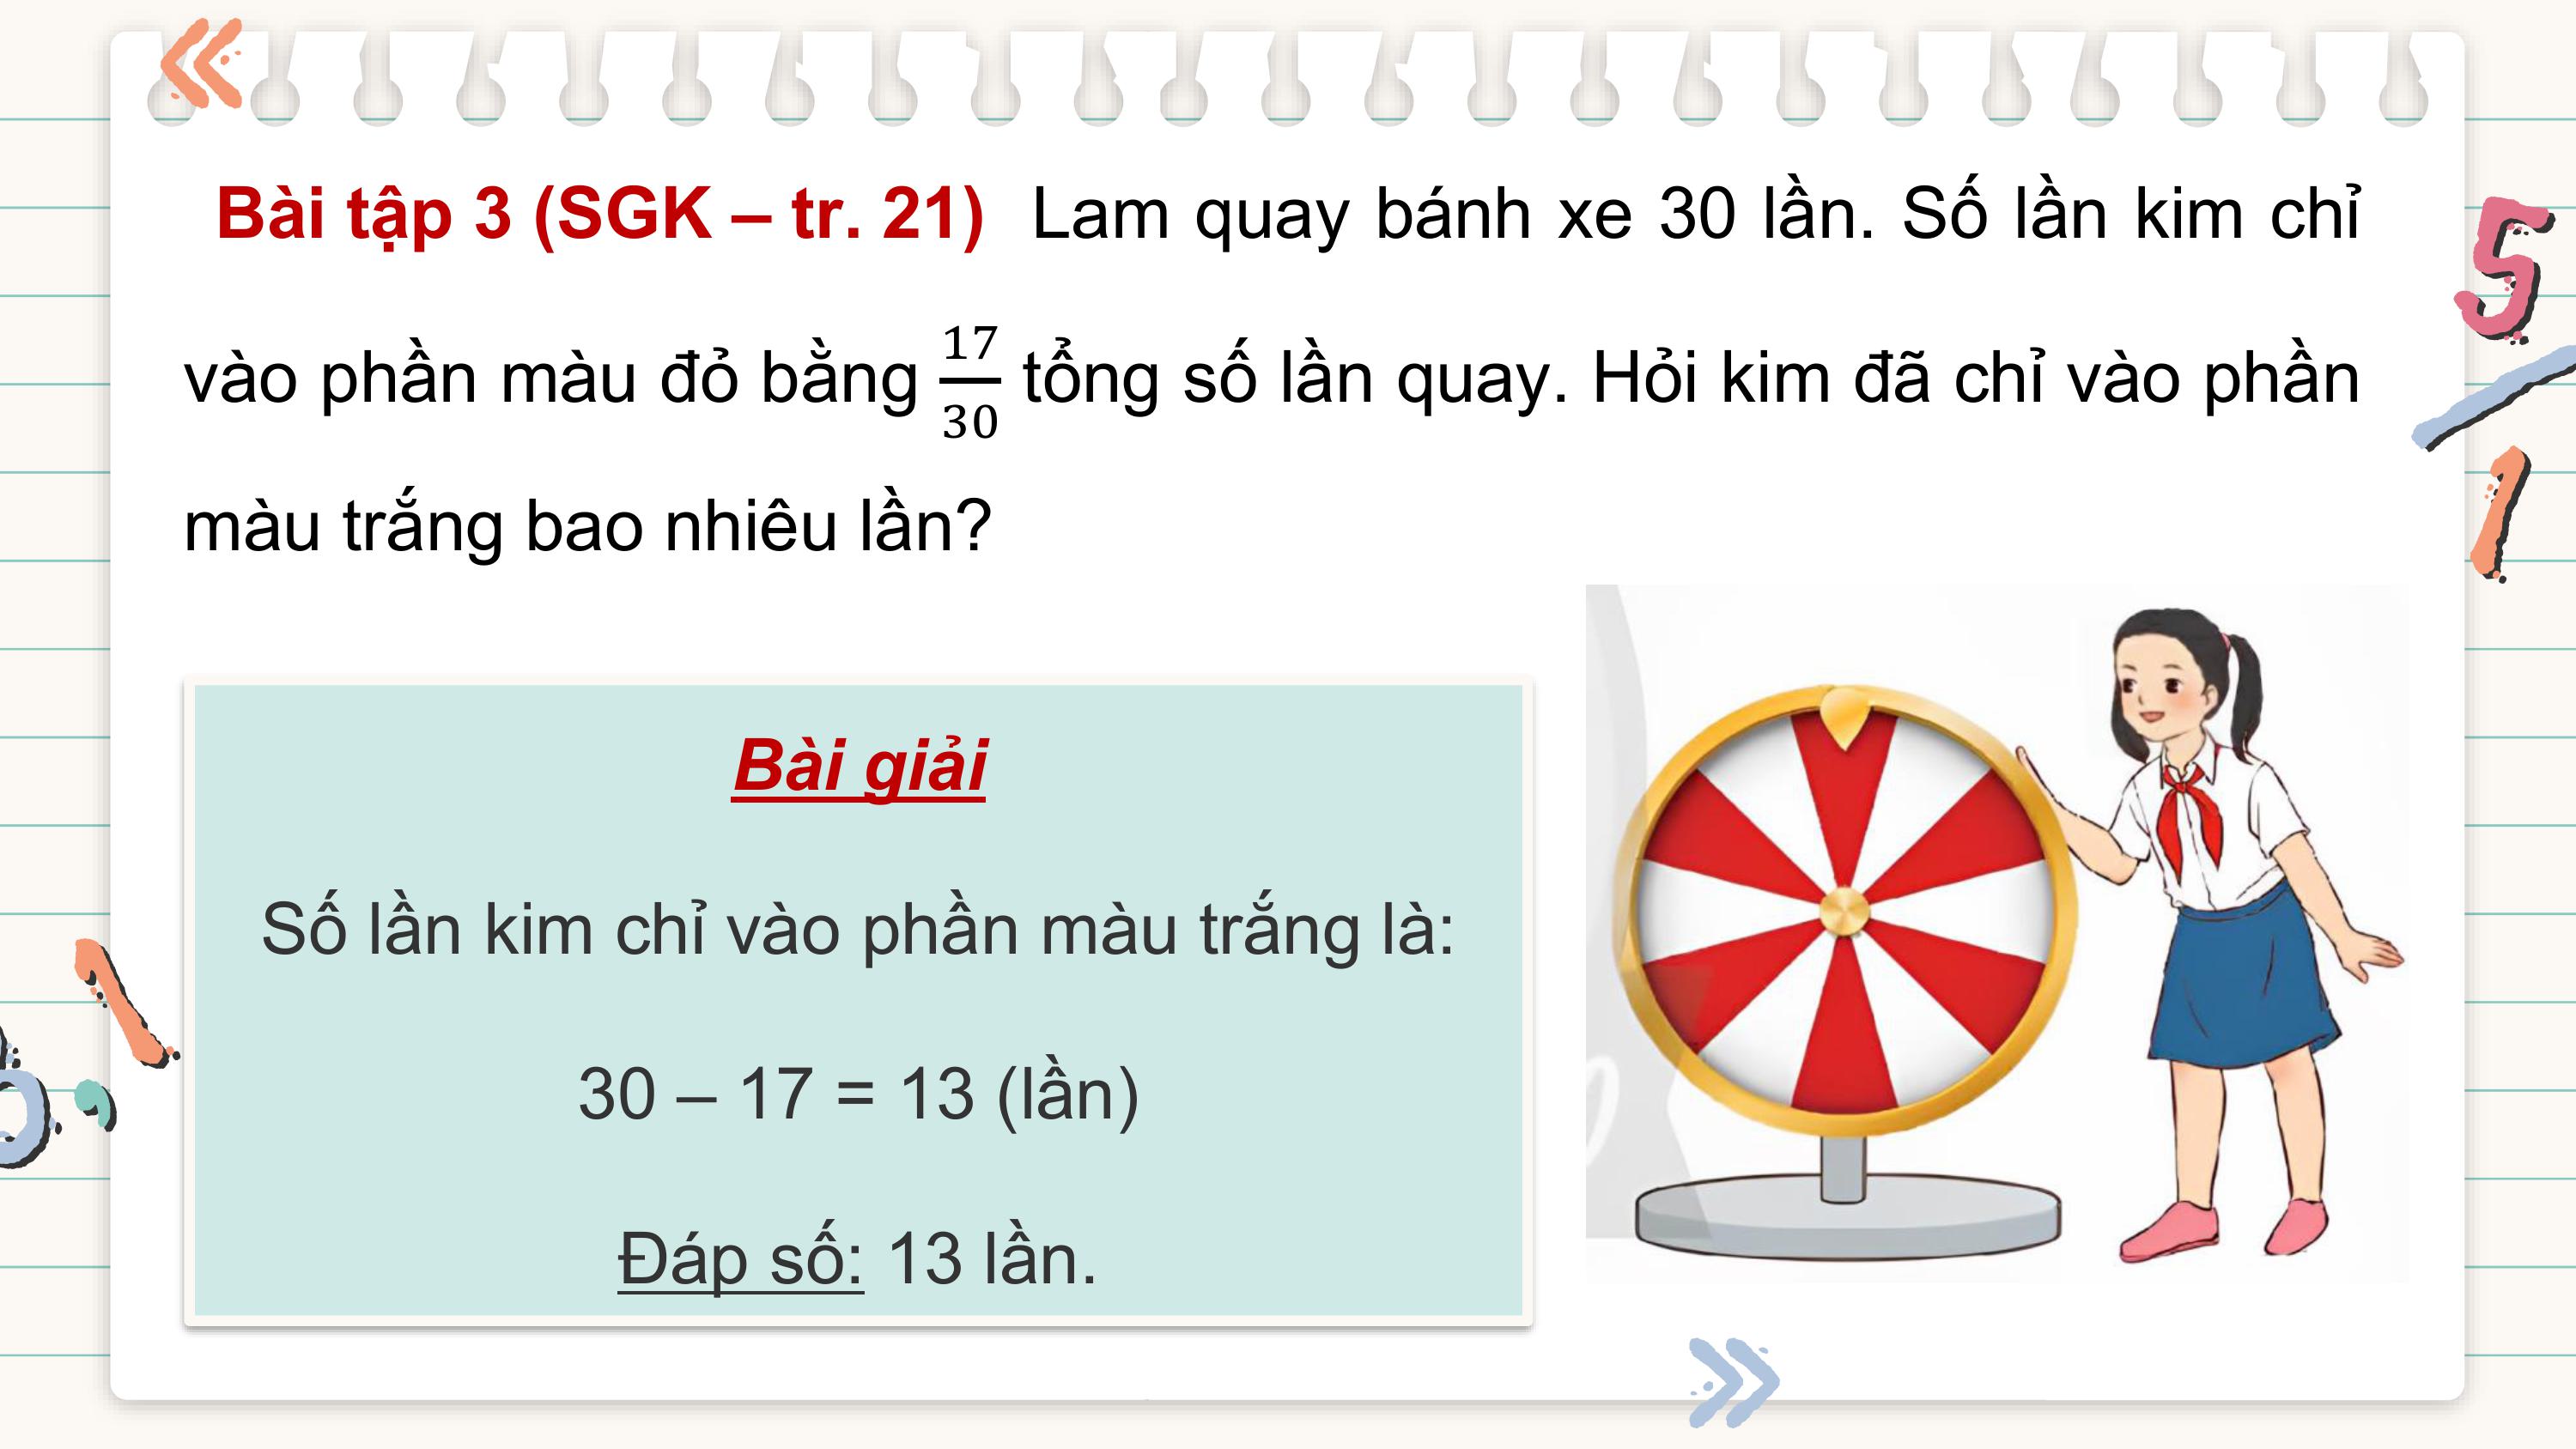 Bài tập 3 (SGK – tr. 21) Lam quay bánh xe 30 lần. Số lần kim chỉ
vào phần màu đỏ bằng 17/30 tổng số lần quay. Hỏi kim đã chỉ vào phần
màu trắng bao nhiêu lần?
Bài giải
Số lần kim chỉ vào phần màu trắng là:
30 – 17 = 13 (lần)
Đáp số: 13 lần.
5
1